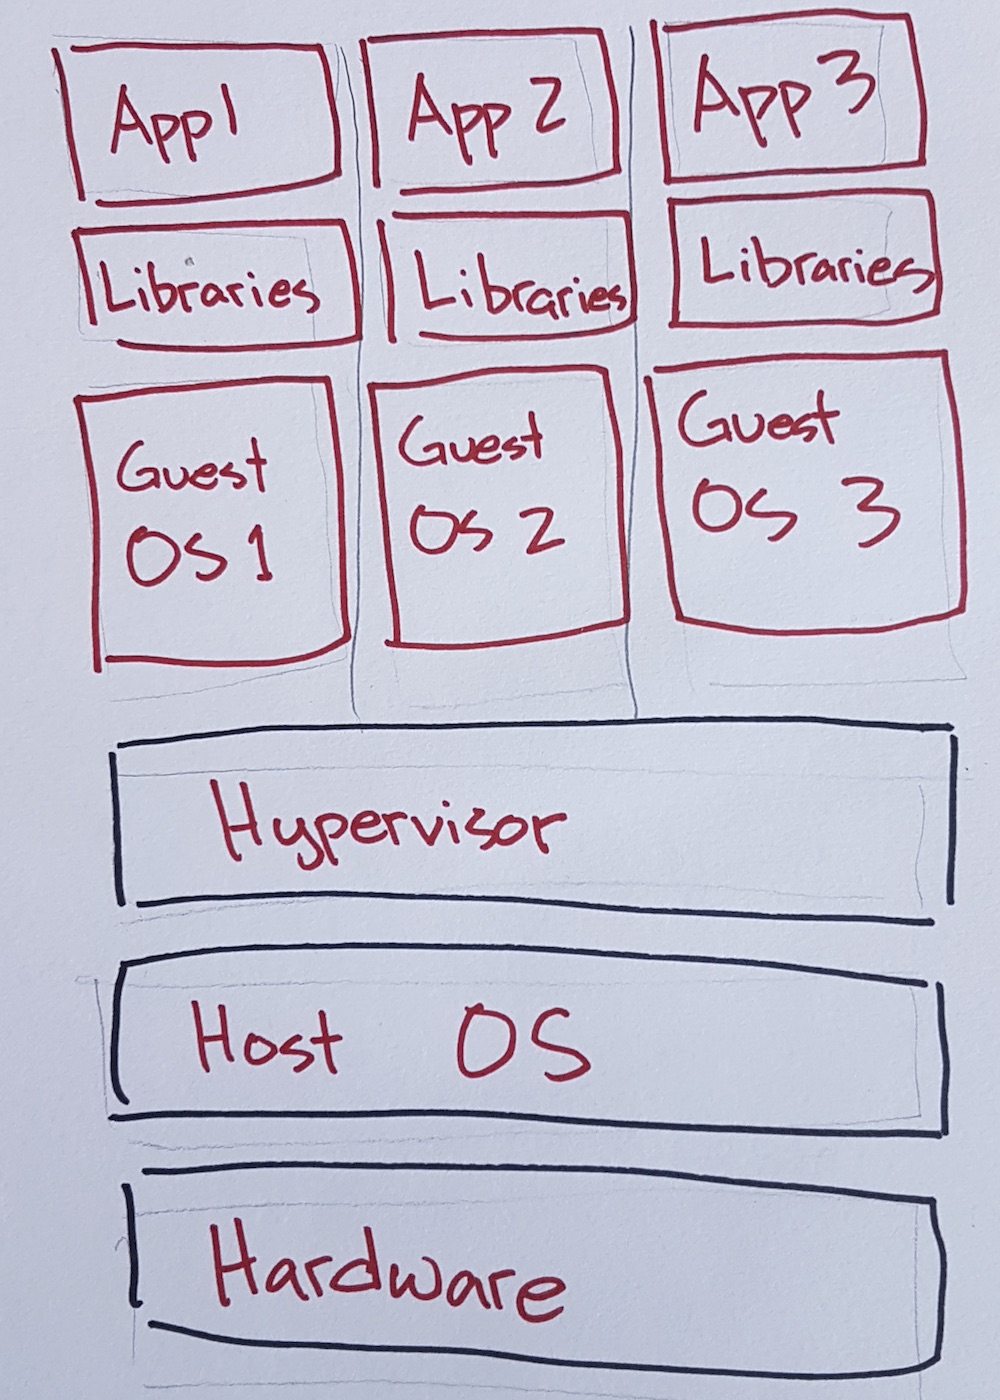 App 1
App 2
App 3
Libraries
Libraries
Libraries
Guest
OS 1
Guest
OS 2
Guest
OS 3
Hypervisor
Host OS
Hardware